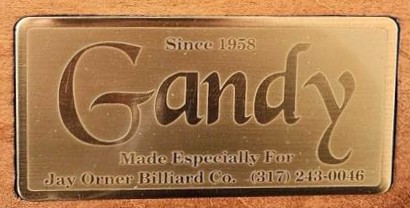 Since 1958
Gandy
Made Especially For
Jay Orner Billiard Co. (317) 243-0046